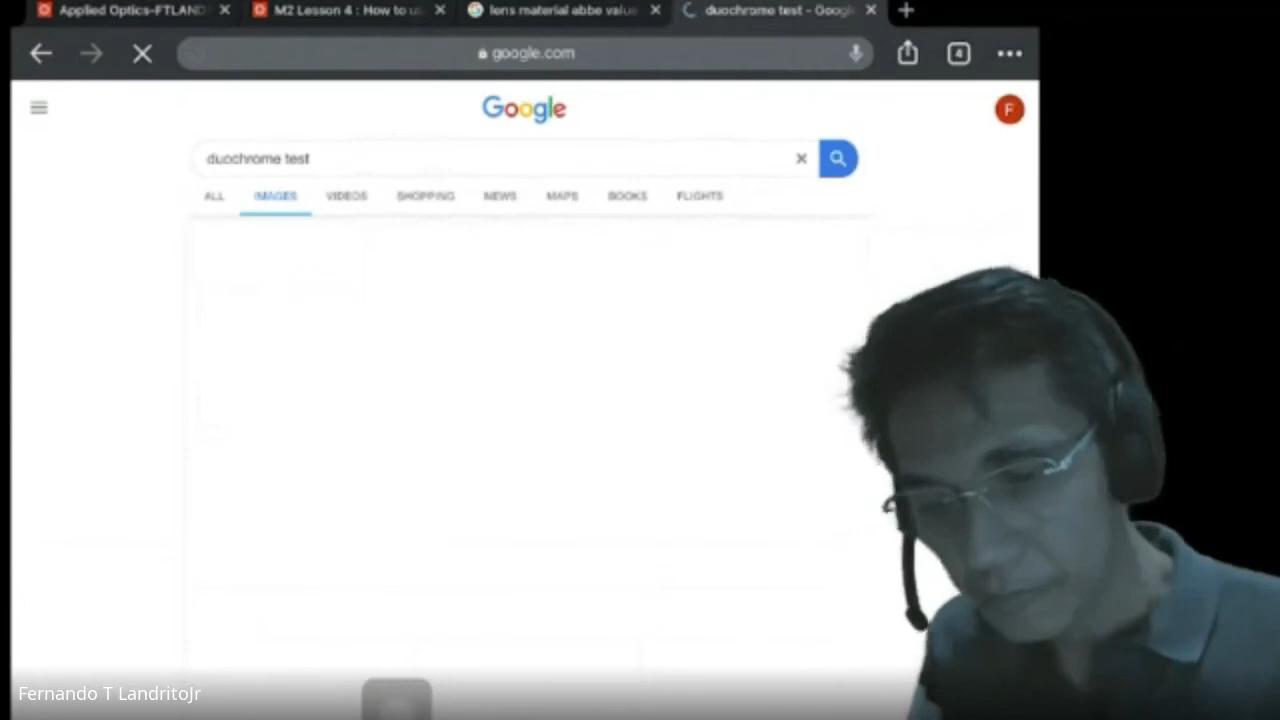 Applied Optics-FTLAND
M2 Lesson 4 : How to u
lens material abbe value
duochrome test - Googl
google.com
4
Google
F
duochrome test
ALL IMAGES VIDEOS SHOPPING NEWS MAPS BOOKS FLIGHTS
Fernando T LandritoJr